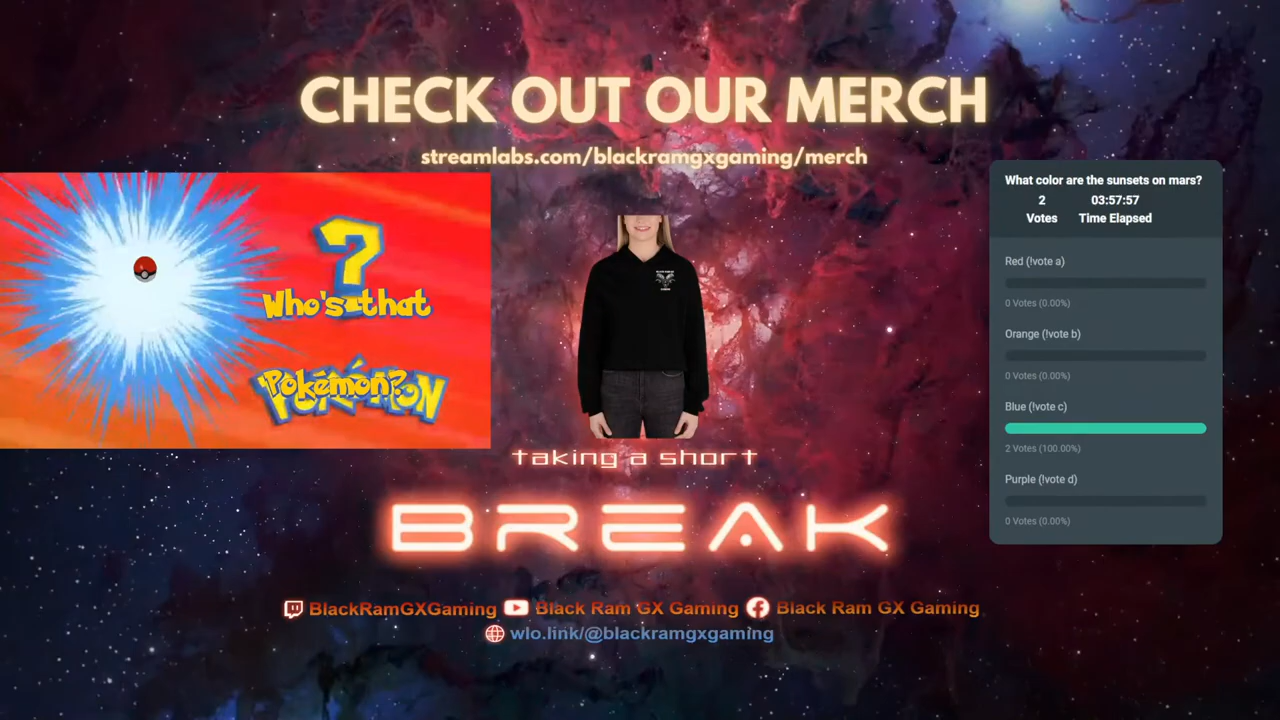 CHECK OUT OUR MERCH
streamlabs.com/blackramgxgaming/merch
?
Who's that
Pokémon?
POKÉMON
taking a short
BREAK
BlackRamGXGaming Black Ram GX Gaming Black Ram GX Gaming
wlo.link/@blackramgxgaming
What color are the sunsets on mars?
2 03:57:57
Votes Time Elapsed
Red (!vote a)
0 Votes (0.00%)
Orange (!vote b)
0 Votes (0.00%)
Blue (!vote c)
2 Votes (100.00%)
Purple (!vote d)
0 Votes (0.00%)